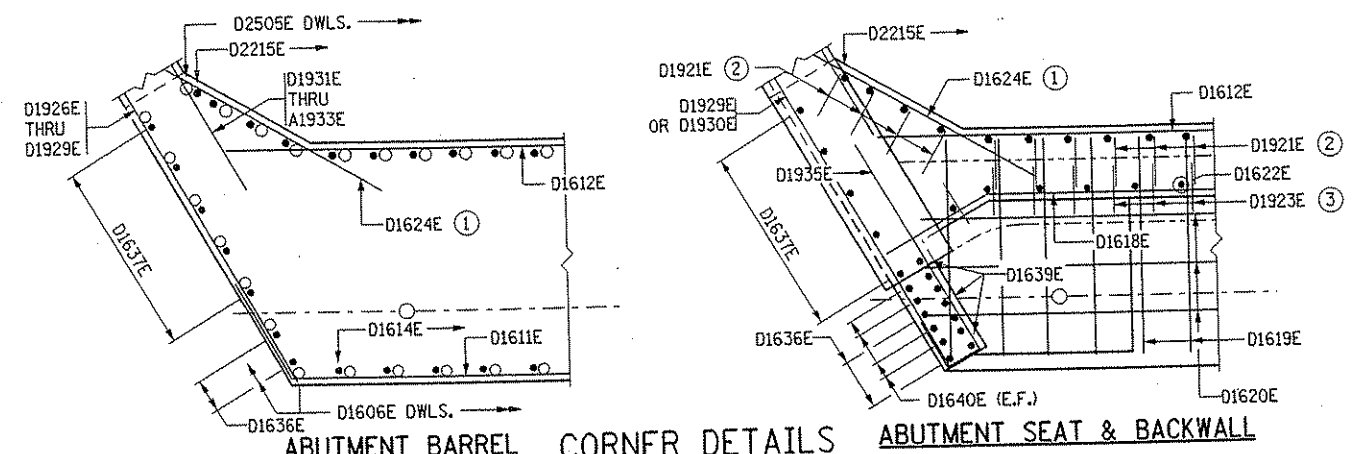 D2505E DWLS.
D2215E
D1931E
THRU
A1933E
D1926E
THRU
D1929E
D1612E
D1624E ①
D1637E
D1614E
D1611E
D1606E DWLS.
D1636E
ABUTMENT BARREL
CORNER DETAILS
D2215E
D1921E ②
D1624E ①
D1929E
OR D1930E
D1612E
D1921E ②
D1935E
D1622E
D1923E ③
D1637E
D1618E
D1639E
D1636E
D1619E
D1640E (E.F.)
D1620E
ABUTMENT SEAT & BACKWALL